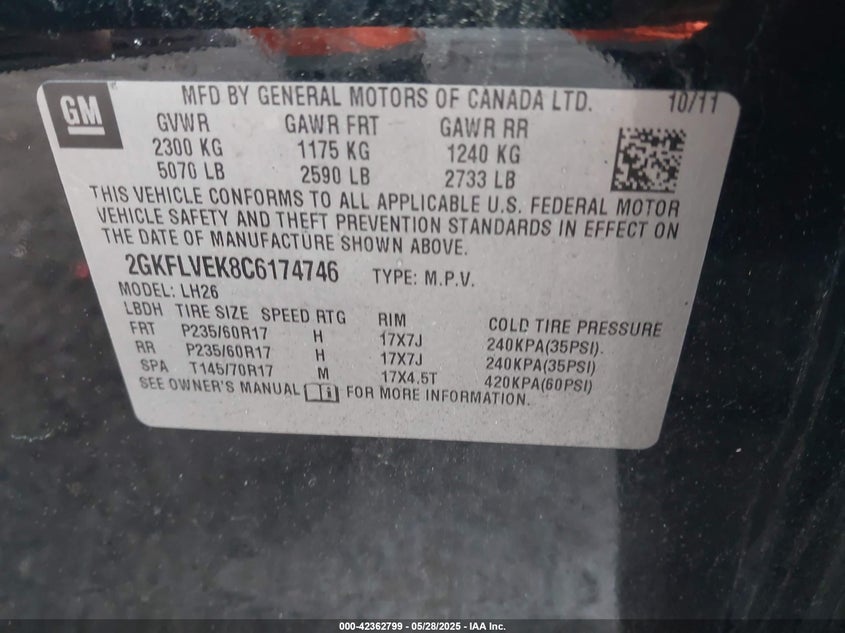 GM
MFD BY GENERAL MOTORS OF CANADA LTD. 10/11
GVWR GAWR FRT GAWR RR
2300 KG 1175 KG 1240 KG
5070 LB 2590 LB 2733 LB
THIS VEHICLE CONFORMS TO ALL APPLICABLE U.S. FEDERAL MOTOR
VEHICLE SAFETY AND THEFT PREVENTION STANDARDS IN EFFECT ON
THE DATE OF MANUFACTURE SHOWN ABOVE.
2GKFLVEK8C6174746 TYPE: M.P.V.
MODEL: LH26
LBDH TIRE SIZE SPEED RTG RIM COLD TIRE PRESSURE
FRT P235/60R17 H 17X7J 240KPA(35PSI).
RR P235/60R17 H 17X7J 240KPA(35PSI)
SPA T145/70R17 M 17X4.5T 420KPA(60PSI)
SEE OWNER'S MANUAL FOR MORE INFORMATION.
000-42362799 — 05/28/2025 — IAA Inc.